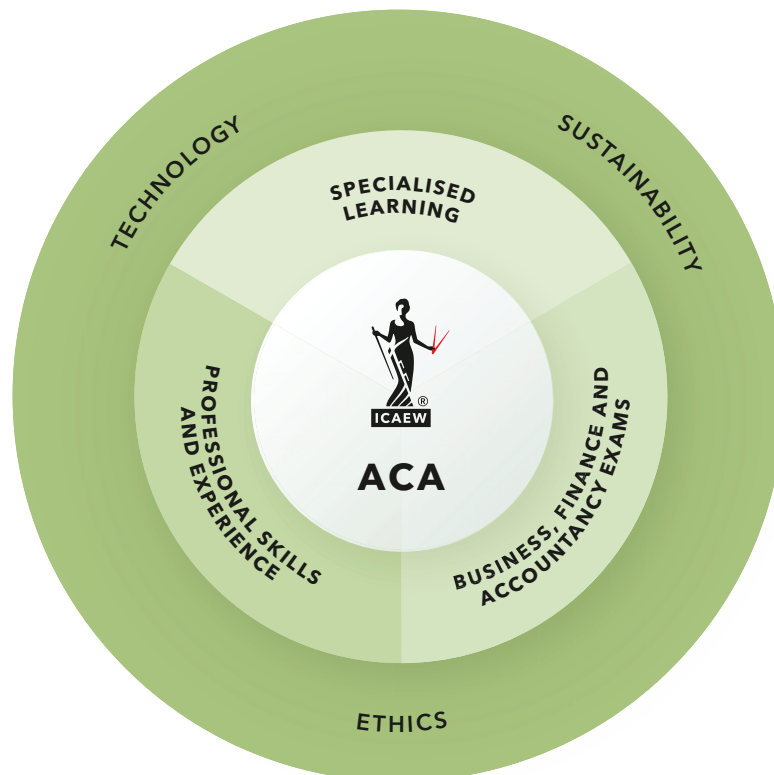 TECHNOLOGY
SUSTAINABILITY
SPECIALISED
LEARNING
®
ICAEW
ACA
PROFESSIONAL SKILLS
AND EXPERIENCE
BUSINESS, FINANCE AND
ACCOUNTANCY EXAMS
ETHICS